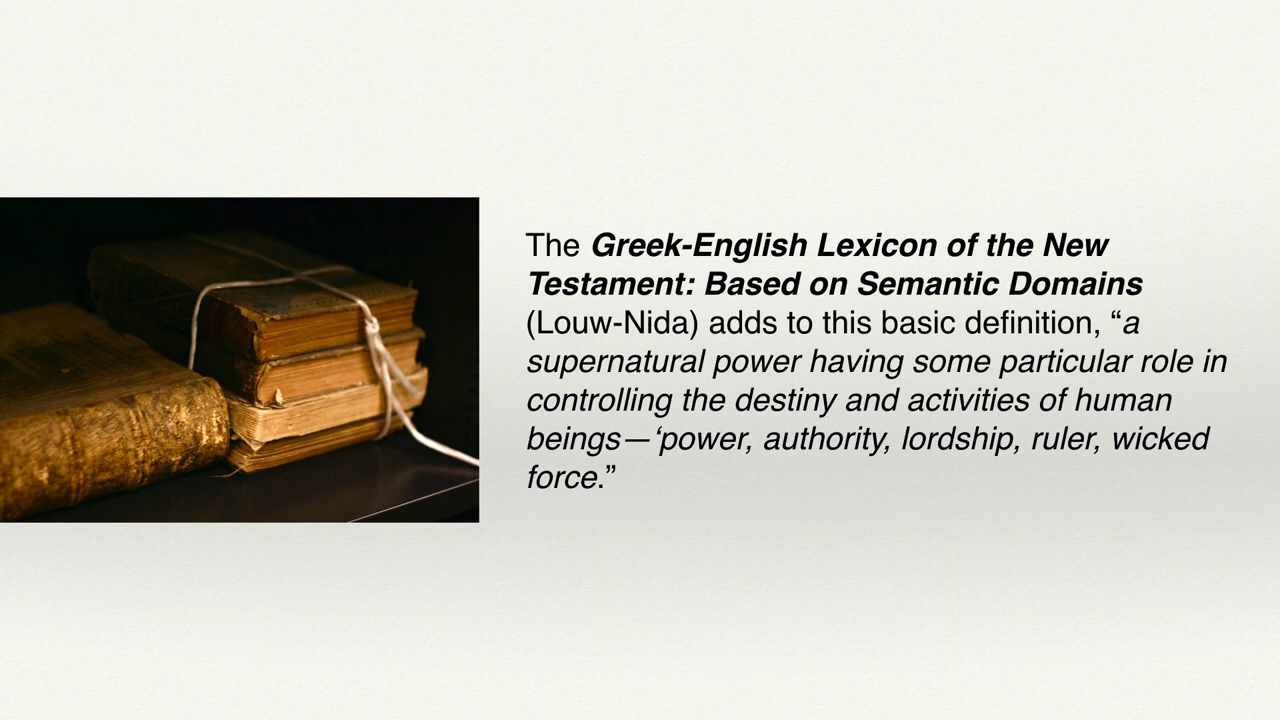 The Greek-English Lexicon of the New
Testament: Based on Semantic Domains
(Louw-Nida) adds to this basic definition, “a
supernatural power having some particular role in
controlling the destiny and activities of human
beings—‘power, authority, lordship, ruler, wicked
force.”